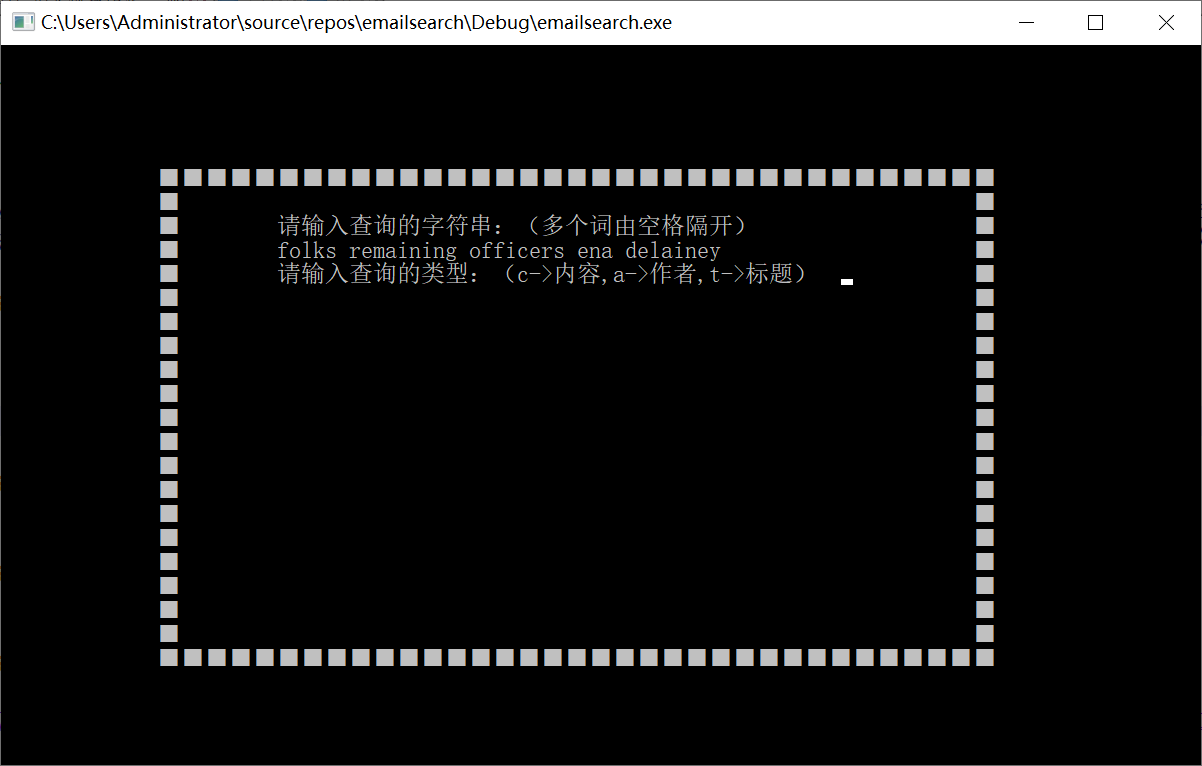 C:\Users\Administrator\source\repos\emailsearch\Debug\emailsearch.exe
请输入查询的字符串：（多个词由空格隔开）
folks remaining officers ena delainey
请输入查询的类型：（c->内容,a->作者,t->标题）